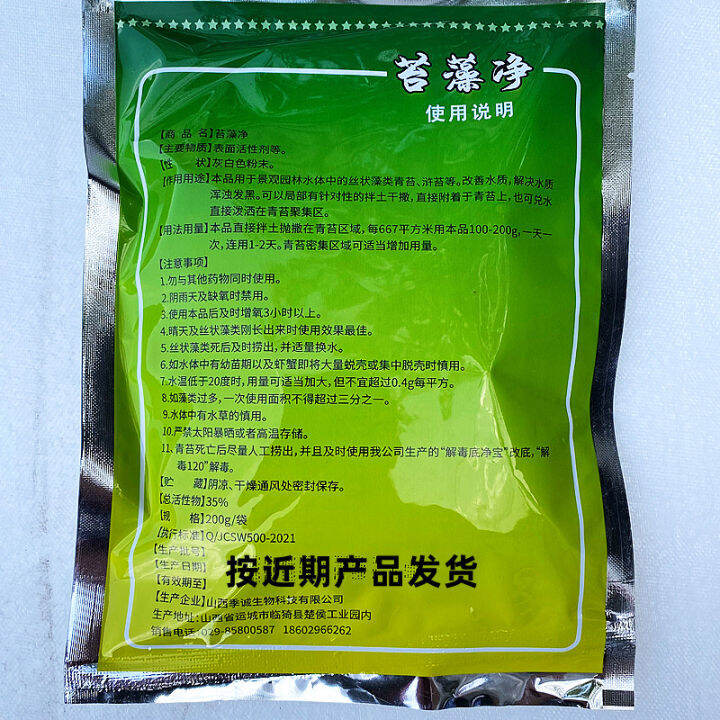 苔藻净
使用说明
【商 品 名】苔藻净
【主要物质】表面活性剂等。
【性 状】灰白色粉末。
【作用用途】本品用于景观园林水体中的丝状藻类青苔、浒苔等。改善水质，解决水质
浑浊发黑。可以局部有针对性的拌土干撒，直接附着于青苔上，也可兑水
直接泼洒在青苔聚集区。
【用法用量】本品直接拌土抛撒在青苔区域，每667平方米用本品100-200g，一天一
次，连用1-2天。青苔密集区域可适当增加用量。
【注意事项】
1.勿与其他药物同时使用。
2.阴雨天及缺氧时禁用。
3.使用本品后及时增氧3小时以上。
4.晴天及丝状藻类刚长出来时使用效果最佳。
5.丝状藻类死后及时捞出，并适量换水。
6.如水体中有幼苗期以及虾蟹即将大量蜕壳或集中脱壳时慎用。
7.水温低于20度时，用量可适当加大，但不宜超过0.4g每平方。
8.如藻类过多，一次使用面积不得超过三分之一。
9.水体中有水草的慎用。
10.严禁太阳暴晒或者高温存储。
11、青苔死亡后尽量人工捞出，并且及时使用我公司生产的“解毒底净宝”改底，“解
毒120”解毒。
【贮 藏】阴凉、干燥通风处密封保存。
【总活性物】35%
【规 格】200g/袋
【执行标准】Q/JCSW500-2021
【生产批号】
【生产日期】
【有效期至】
按近期产品发货
【生产企业】山西季诚生物科技有限公司
生产地址：山西省运城市临猗县楚侯工业园内
销售电话：029-85800587 18602966262